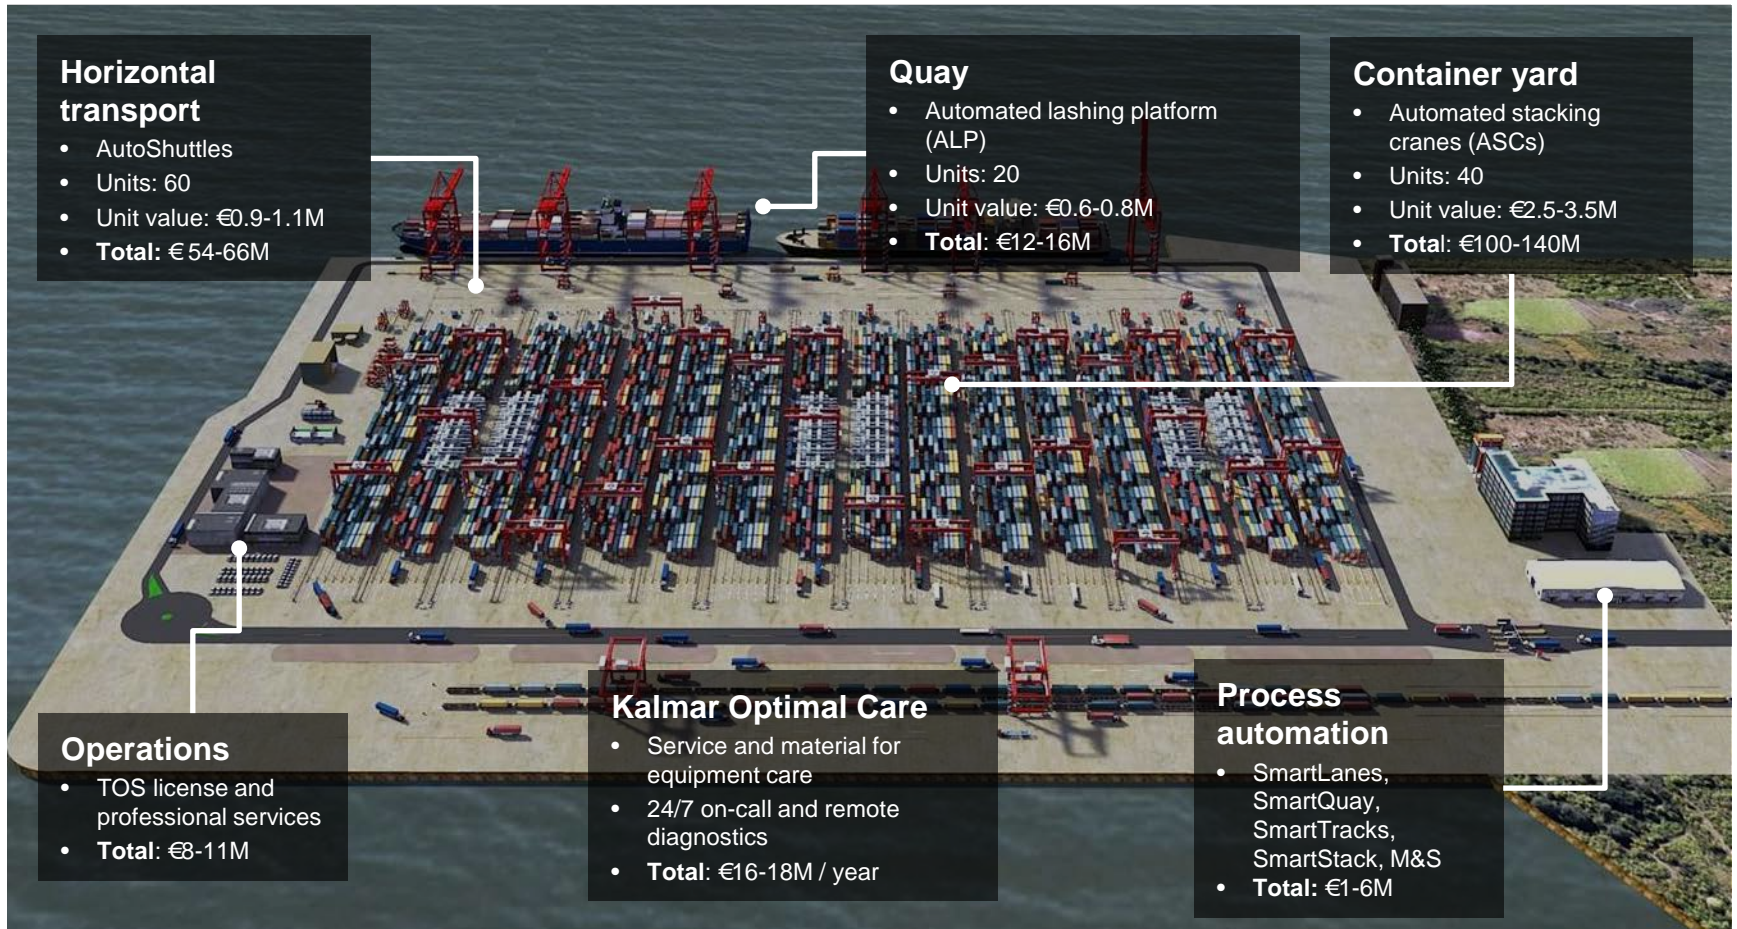 Horizontal
transport
• AutoShuttles
• Units: 60
• Unit value: €0.9-1.1M
• Total: € 54-66M
Quay
• Automated lashing platform
(ALP)
• Units: 20
• Unit value: €0.6-0.8M
• Total: €12-16M
Container yard
• Automated stacking
cranes (ASCs)
• Units: 40
• Unit value: €2.5-3.5M
• Total: €100-140M
Operations
• TOS license and
professional services
• Total: €8-11M
Kalmar Optimal Care
• Service and material for
equipment care
• 24/7 on-call and remote
diagnostics
• Total: €16-18M / year
Process
automation
• SmartLanes,
SmartQuay,
SmartTracks,
SmartStack, M&S
• Total: €1-6M